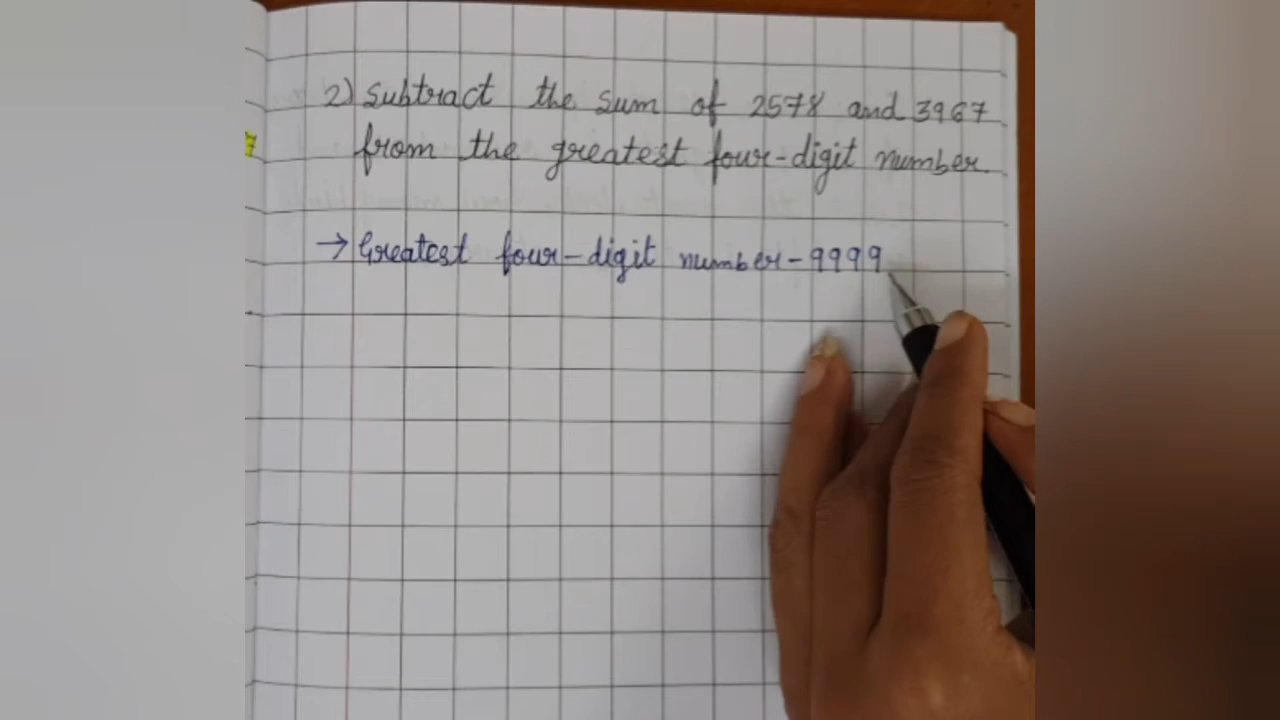 2) Subtract the sum of 2578 and 3967
from the greatest four-digit number.
→ Greatest four-digit number - 9999